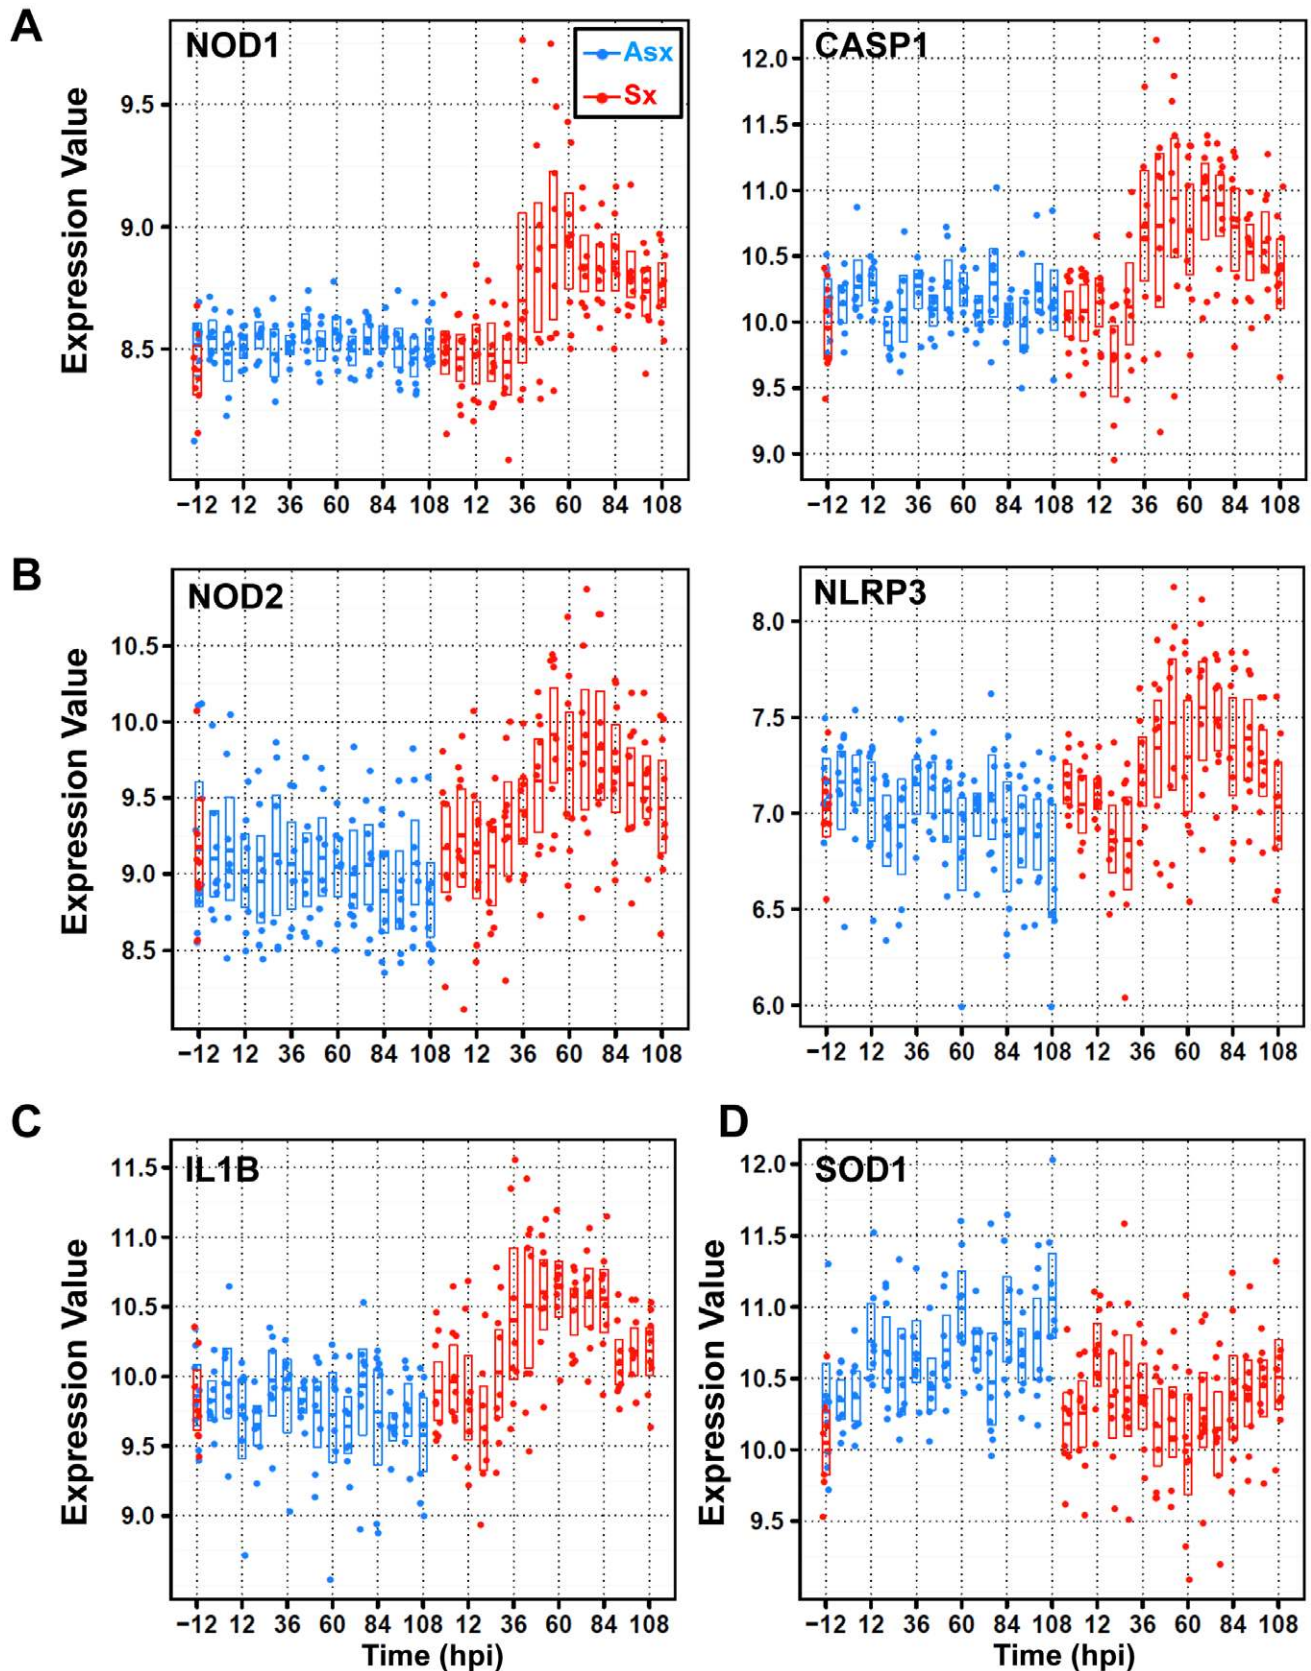 A
NOD1
Asx
Sx
Expression Value
9.5
9.0
8.5
−12 12 36 60 84 108 12 36 60 84 108
CASP1
12.0
11.5
11.0
10.5
10.0
9.5
9.0
−12 12 36 60 84 108 12 36 60 84 108
B
NOD2
Expression Value
10.5
10.0
9.5
9.0
8.5
−12 12 36 60 84 108 12 36 60 84 108
NLRP3
8.0
7.5
7.0
6.5
6.0
−12 12 36 60 84 108 12 36 60 84 108
C
IL1B
Expression Value
11.5
11.0
10.5
10.0
9.5
9.0
−12 12 36 60 84 108 12 36 60 84 108
Time (hpi)
D
SOD1
Expression Value
12.0
11.5
11.0
10.5
10.0
9.5
−12 12 36 60 84 108 12 36 60 84 108
Time (hpi)